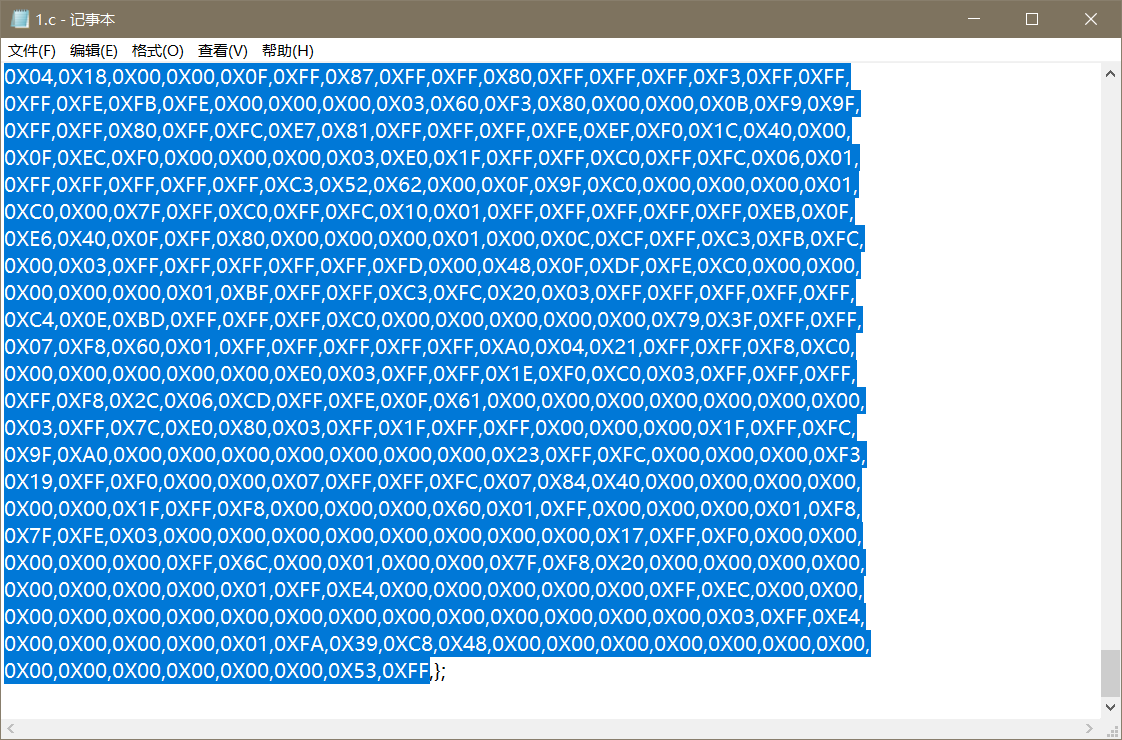 1.c - 记事本
文件(F) 编辑(E) 格式(O) 查看(V) 帮助(H)
0X04,0X18,0X00,0X00,0X0F,0XFF,0X87,0XFF,0XFF,0X80,0XFF,0XFF,0XFF,0XF3,0XFF,0XFF,
0XFF,0XFE,0XFB,0XFE,0X00,0X00,0X00,0X03,0X60,0XF3,0X80,0X00,0X00,0X0B,0XF9,0X9F,
0XFF,0XFF,0X80,0XFF,0XFC,0XE7,0X81,0XFF,0XFF,0XFF,0XFE,0XEF,0XF0,0X1C,0X40,0X00,
0X0F,0XEC,0XF0,0X00,0X00,0X00,0X03,0XE0,0X1F,0XFF,0XFF,0XC0,0XFF,0XFC,0X06,0X01,
0XFF,0XFF,0XFF,0XFF,0XFF,0XC3,0X52,0X62,0X00,0X0F,0X9F,0XC0,0X00,0X00,0X00,0X01,
0XC0,0X00,0X7F,0XFF,0XC0,0XFF,0XFC,0X10,0X01,0XFF,0XFF,0XFF,0XFF,0XFF,0XEB,0X0F,
0XE6,0X40,0X0F,0XFF,0X80,0X00,0X00,0X00,0X01,0X00,0X0C,0XCF,0XFF,0XC3,0XFB,0XFC,
0X00,0X03,0XFF,0XFF,0XFF,0XFF,0XFF,0XFD,0X00,0X48,0X0F,0XDF,0XFE,0XC0,0X00,0X00,
0X00,0X00,0X00,0X01,0XBF,0XFF,0XFF,0XC3,0XFC,0X20,0X03,0XFF,0XFF,0XFF,0XFF,0XFF,
0XC4,0X0E,0XBD,0XFF,0XFF,0XFF,0XC0,0X00,0X00,0X00,0X00,0X00,0X79,0X3F,0XFF,0XFF,
0X07,0XF8,0X60,0X01,0XFF,0XFF,0XFF,0XFF,0XFF,0XA0,0X04,0X21,0XFF,0XFF,0XF8,0XC0,
0X00,0X00,0X00,0X00,0X00,0XE0,0X03,0XFF,0XFF,0X1E,0XF0,0XC0,0X03,0XFF,0XFF,0XFF,
0XFF,0XF8,0X2C,0X06,0XCD,0XFF,0XFE,0X0F,0X61,0X00,0X00,0X00,0X00,0X00,0X00,0X00,
0X03,0XFF,0X7C,0XE0,0X80,0X03,0XFF,0X1F,0XFF,0XFF,0X00,0X00,0X00,0X1F,0XFF,0XFC,
0X9F,0XA0,0X00,0X00,0X00,0X00,0X00,0X00,0X00,0X23,0XFF,0XFC,0X00,0X00,0X00,0XF3,
0X19,0XFF,0XF0,0X00,0X00,0X07,0XFF,0XFF,0XFC,0X07,0X84,0X40,0X00,0X00,0X00,0X00,
0X00,0X00,0X1F,0XFF,0XF8,0X00,0X00,0X00,0X60,0X01,0XFF,0X00,0X00,0X00,0X01,0XF8,
0X7F,0XFE,0X03,0X00,0X00,0X00,0X00,0X00,0X00,0X00,0X17,0XFF,0XF0,0X00,0X00,
0X00,0X00,0X00,0X00,0XFF,0X6C,0X00,0X01,0X00,0X00,0X7F,0XF8,0X20,0X00,0X00,0X00,0X00,
0X00,0X00,0X00,0X00,0X01,0XFF,0XE4,0X00,0X00,0X00,0X00,0X00,0XFF,0XEC,0X00,0X00,
0X00,0X00,0X00,0X00,0X00,0X00,0X00,0X00,0X00,0X00,0X00,0X00,0X00,0X03,0XFF,0XE4,
0X00,0X00,0X00,0X00,0X01,0XFA,0X39,0XC8,0X48,0X00,0X00,0X00,0X00,0X00,0X00,0X00,
0X00,0X00,0X00,0X00,0X00,0X00,0X53,0XFF,};